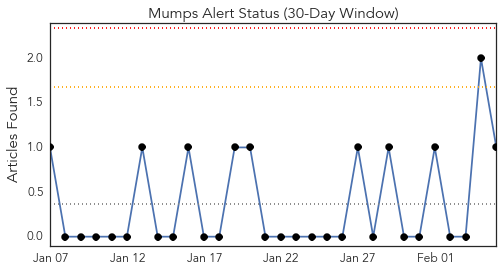 Mumps Alert Status (30-Day Window)
Articles Found
2.0
1.5
1.0
0.5
0.0
Jan 07 Jan 12 Jan 17 Jan 22 Jan 27 Feb 01